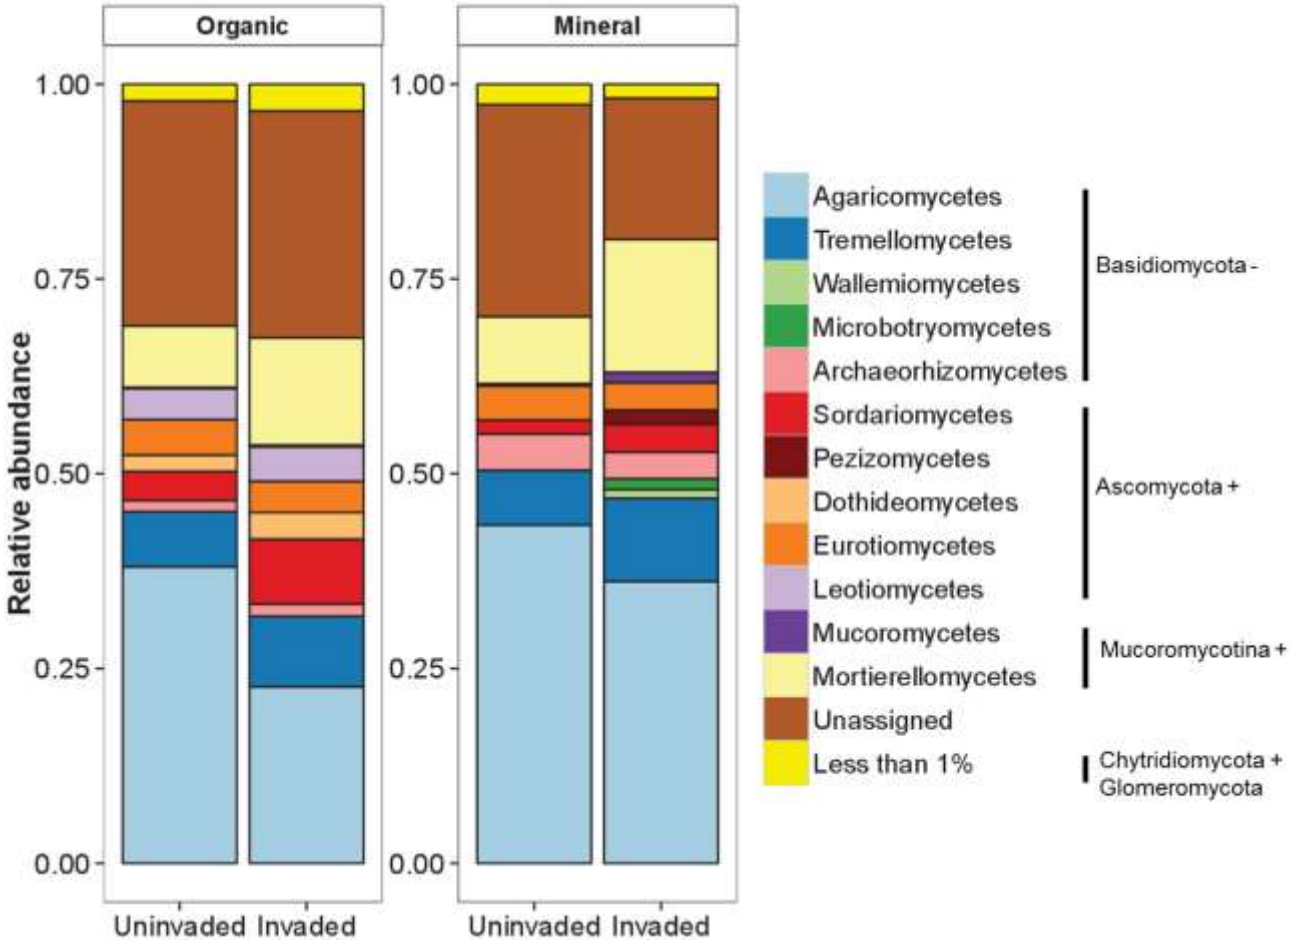 Organic
Mineral
Relative abundance
1.00
0.75
0.50
0.25
0.00
1.00
0.75
0.50
0.25
0.00
Uninvaded Invaded
Uninvaded Invaded
Agaricomycetes
Tremellomycetes
Wallemiomycetes
Microbotryomycetes
Archaeorhizomycetes
Sordariomycetes
Pezizomycetes
Dothideomycetes
Eurotiomycetes
Leotiomycetes
Mucoromycetes
Mortierellomycetes
Unassigned
Less than 1%
Basidiomycota -
Ascomycota +
Mucoromycotina +
Chytridiomycota +
Glomeromycota